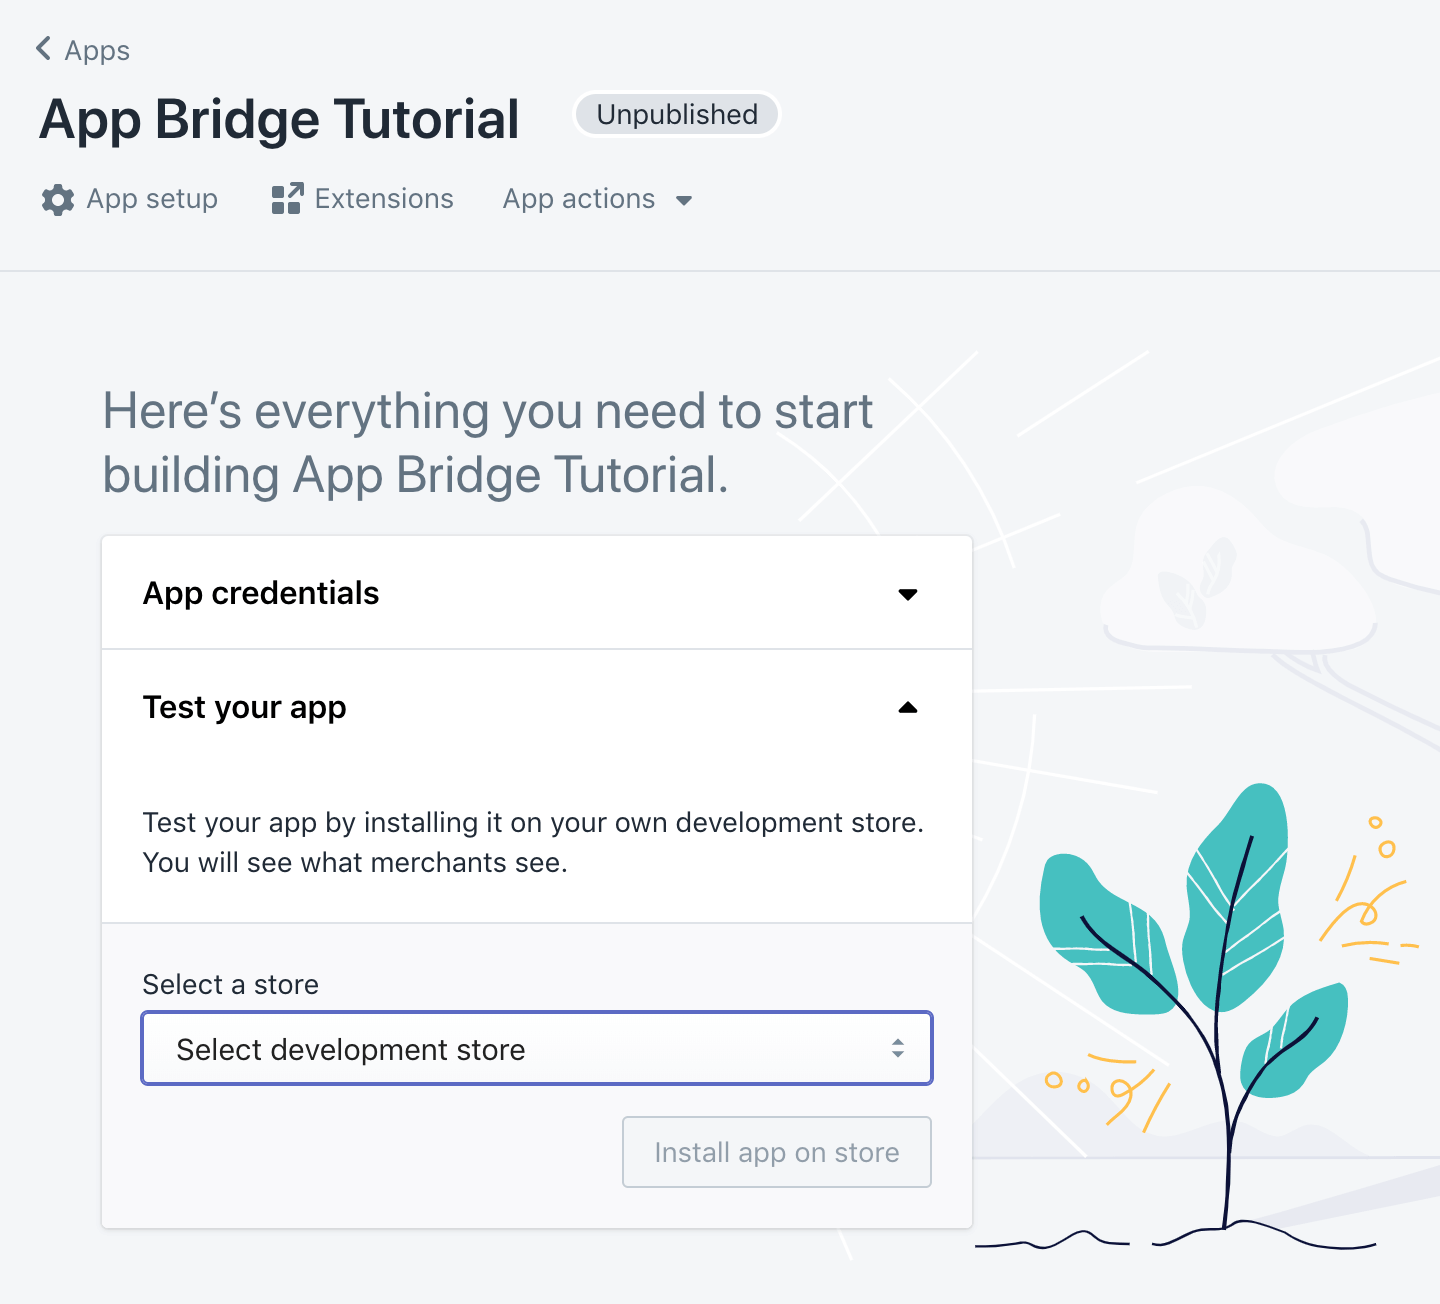 Apps
App Bridge Tutorial Unpublished
App setup Extensions App actions
Here’s everything you need to start
building App Bridge Tutorial.
App credentials
Test your app
Test your app by installing it on your own development store.
You will see what merchants see.
Select a store
Select development store
Install app on store